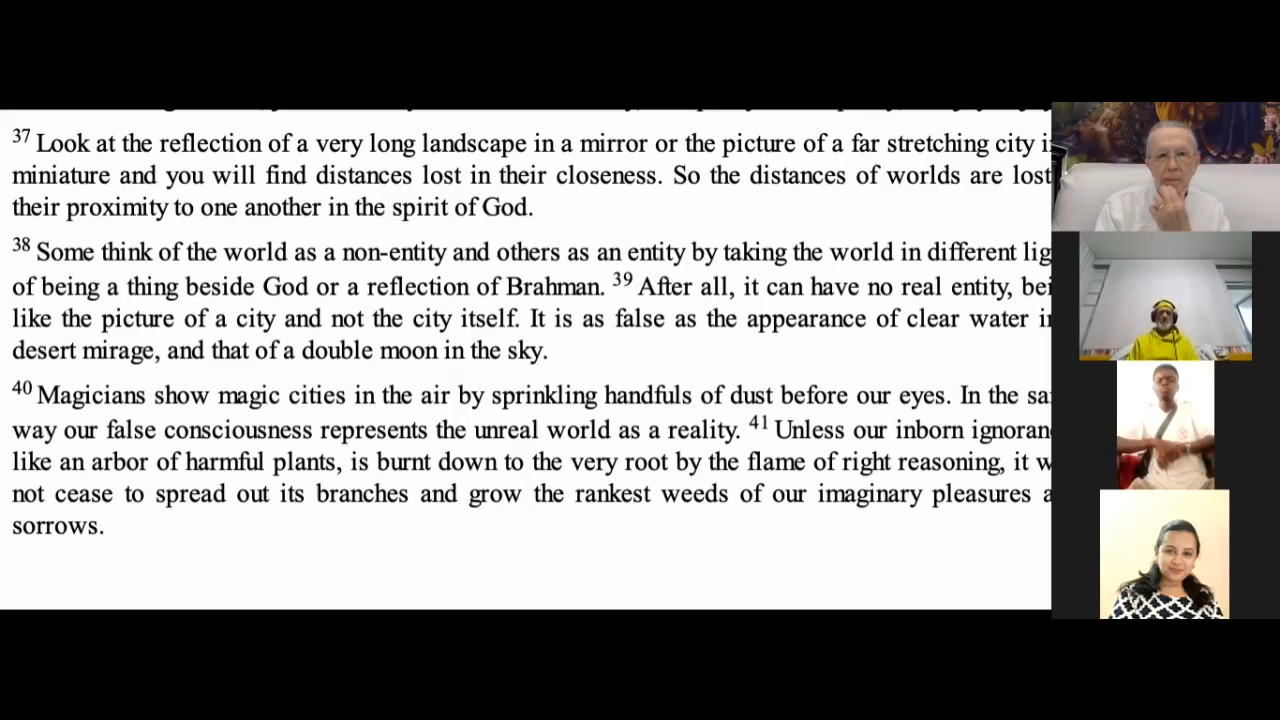 37 Look at the reflection of a very long landscape in a mirror or the picture of a far stretching city
miniature and you will find distances lost in their closeness. So the distances of worlds are lost
their proximity to one another in the spirit of God.
38 Some think of the world as a non-entity and others as an entity by taking the world in different
of being a thing beside God or a reflection of Brahman. 39 After all, it can have no real entity,
like the picture of a city and not the city itself. It is as false as the appearance of clear water
desert mirage, and that of a double moon in the sky.
40 Magicians show magic cities in the air by sprinkling handfuls of dust before our eyes. In the
way our false consciousness represents the unreal world as a reality. 41 Unless our inborn
like an arbor of harmful plants, is burnt down to the very root by the flame of right reasoning, it
not cease to spread out its branches and grow the rankest weeds of our imaginary pleasures
sorrows.